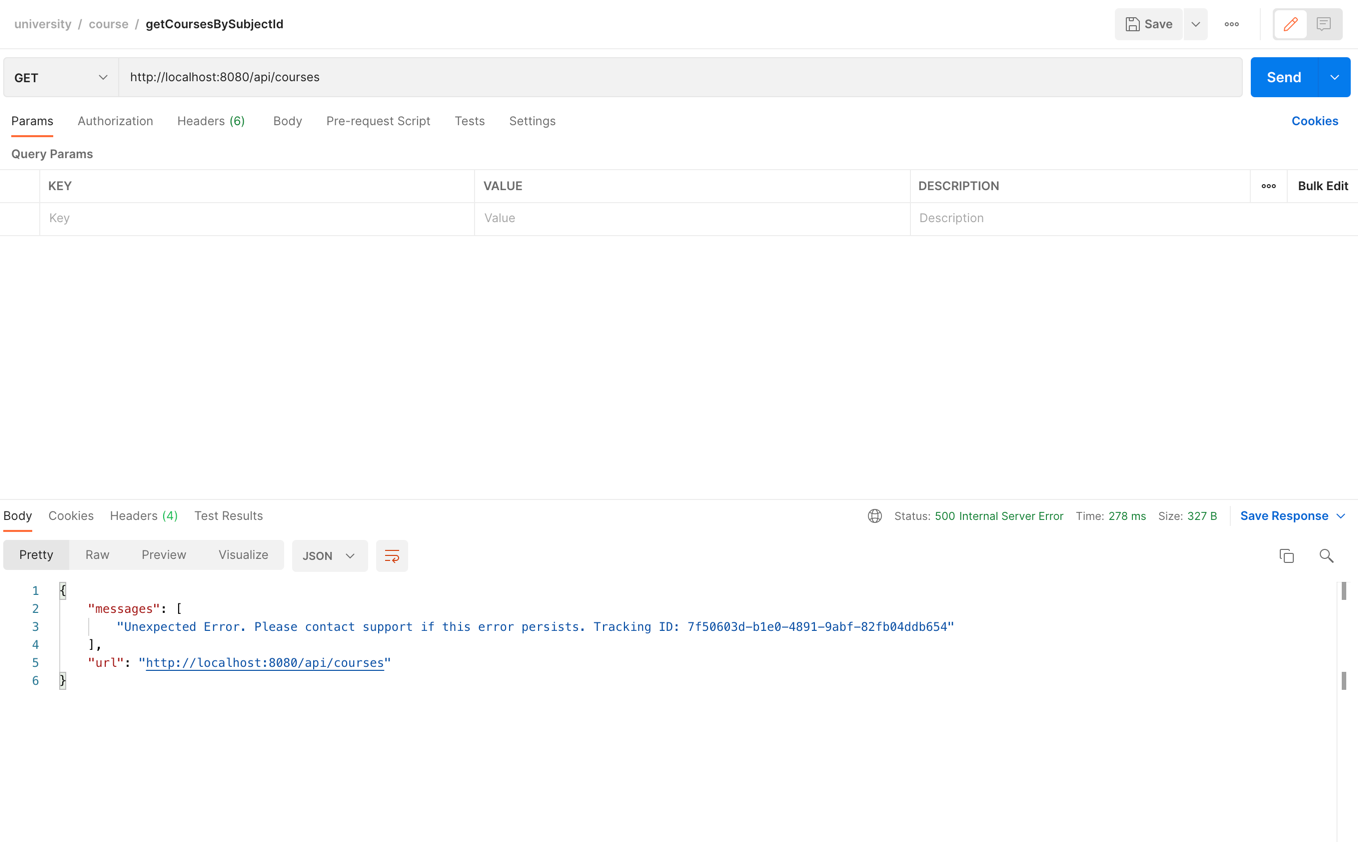 university / course / getCoursesBySubjectId
Save
GET
http://localhost:8080/api/courses
Send
Params Authorization Headers (6) Body Pre-request Script Tests Settings Cookies
Query Params
KEY VALUE DESCRIPTION Bulk Edit
Key Value Description
Body Cookies Headers (4) Test Results Status: 500 Internal Server Error Time: 278 ms Size: 327 B Save Response
Pretty Raw Preview Visualize JSON
1 {
2 "messages": [
3 "Unexpected Error. Please contact support if this error persists. Tracking ID: 7f50603d-b1e0-4891-9abf-82fb04ddb654"
4 ],
5 "url": "http://localhost:8080/api/courses"
6 }